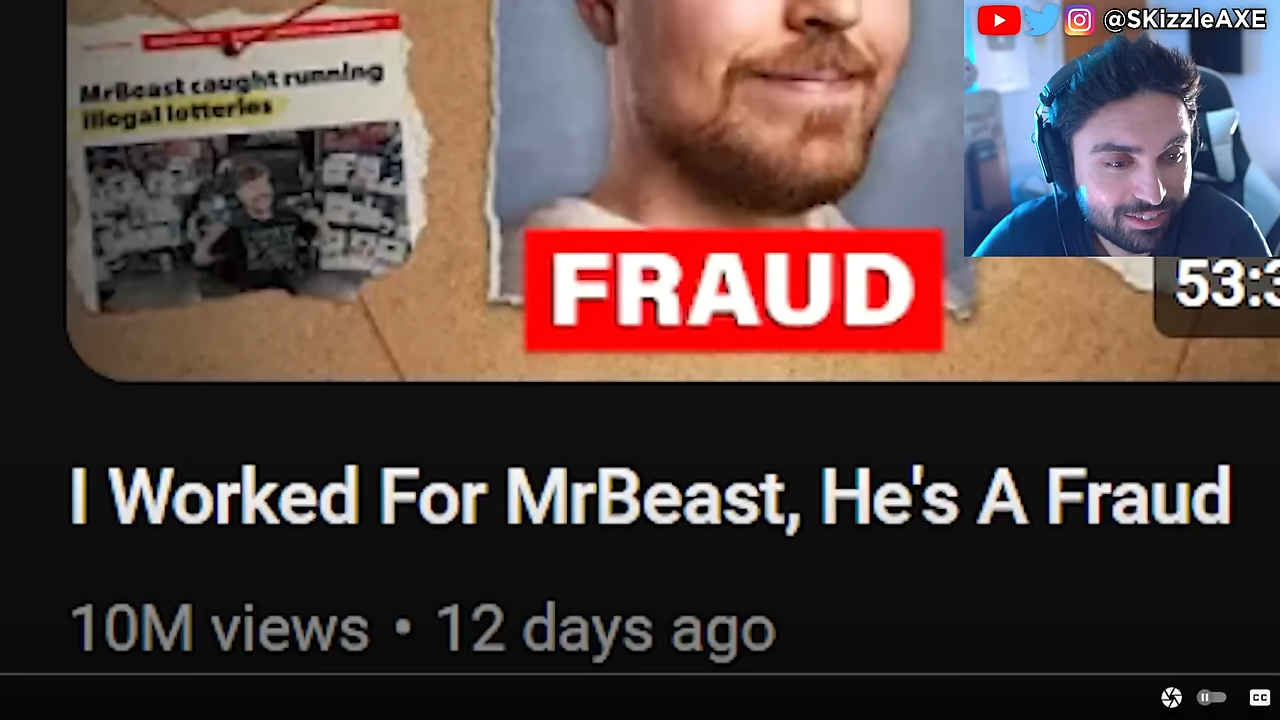 @SKizzleAXE
MrBeast caught running
illegal lotteries
FRAUD
53:3
I Worked For MrBeast, He's A Fraud
10M views • 12 days ago
CC